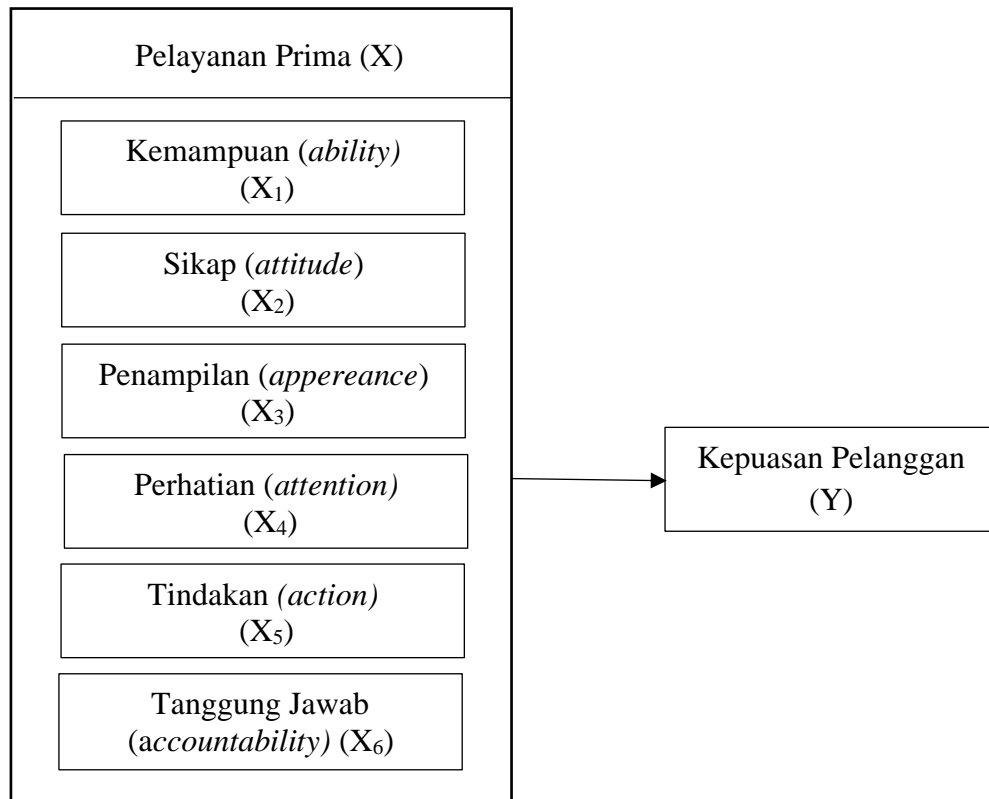 Pelayanan Prima (X)
Kemampuan (ability)
(X₁)
Sikap (attitude)
(X₂)
Penampilan (appereance)
(X₃)
Perhatian (attention)
(X₄)
Tindakan (action)
(X₅)
Tanggung Jawab
(accountability) (X₆)
Kepuasan Pelanggan
(Y)